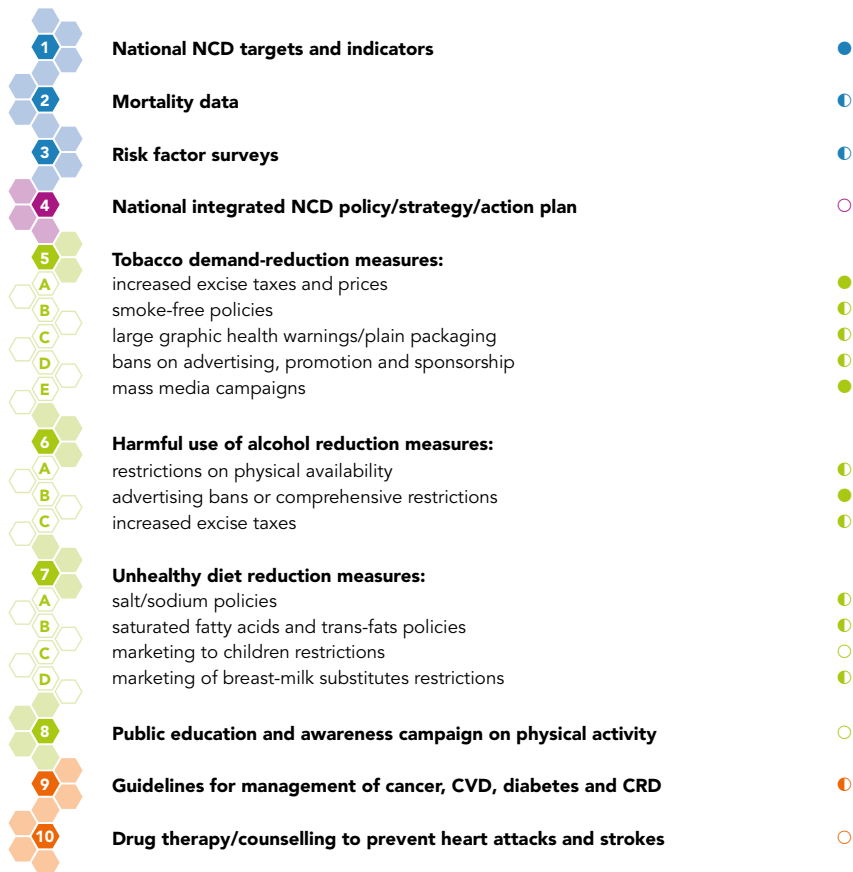 1 National NCD targets and indicators
2 Mortality data
3 Risk factor surveys
4 National integrated NCD policy/strategy/action plan
5 Tobacco demand-reduction measures:
A increased excise taxes and prices
B smoke-free policies
C large graphic health warnings/plain packaging
D bans on advertising, promotion and sponsorship
E mass media campaigns
6 Harmful use of alcohol reduction measures:
A restrictions on physical availability
B advertising bans or comprehensive restrictions
C increased excise taxes
7 Unhealthy diet reduction measures:
A salt/sodium policies
B saturated fatty acids and trans-fats policies
C marketing to children restrictions
D marketing of breast-milk substitutes restrictions
8 Public education and awareness campaign on physical activity
9 Guidelines for management of cancer, CVD, diabetes and CRD
10 Drug therapy/counselling to prevent heart attacks and strokes